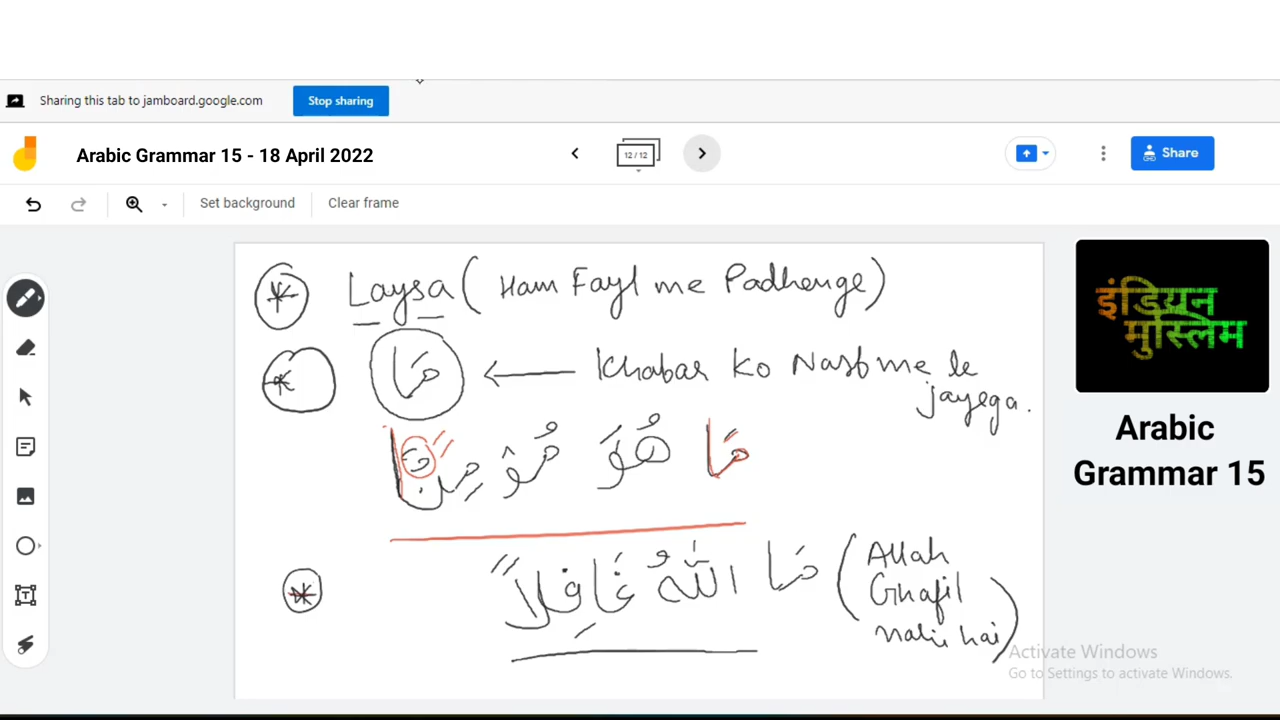 Sharing this tab to jamboard.google.com Stop sharing
Arabic Grammar 15 - 18 April 2022
12 / 12
Share
Set background Clear frame
Laysa ( Ham Fayl me Padhenge )
مَا ← Khabar ko Nasb me le
jayega.
مَا هُوَ مُوْمِنًا
مَا اللّٰهُ غَافِلاً ( Allah
Ghafil
nahi hai )
इंडियन
मुस्लिम
Arabic
Grammar 15
Activate Windows
Go to Settings to activate Windows.